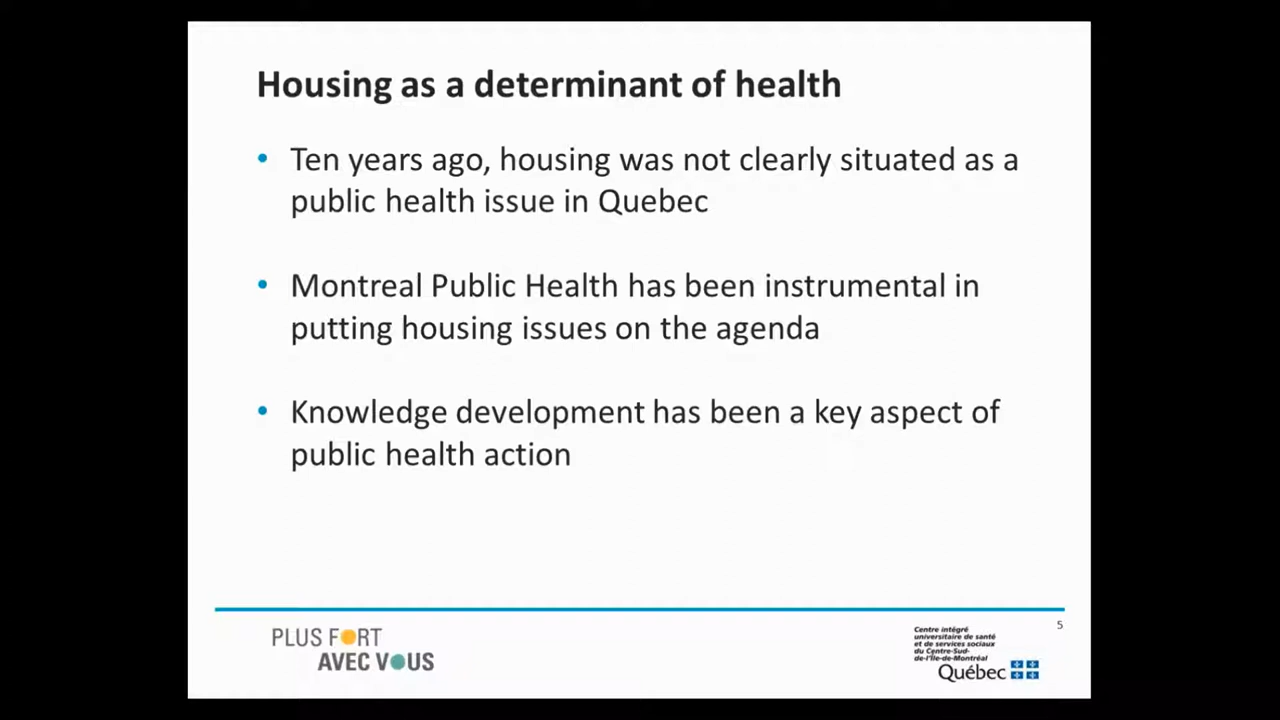 Housing as a determinant of health
• Ten years ago, housing was not clearly situated as a
public health issue in Quebec
• Montreal Public Health has been instrumental in
putting housing issues on the agenda
• Knowledge development has been a key aspect of
public health action
PLUS FORT
AVEC VOUS
Centre intégré
universitaire de santé
et de services sociaux
du Centre-Sud-
de-l'Île-de-Montréal
Québec
5